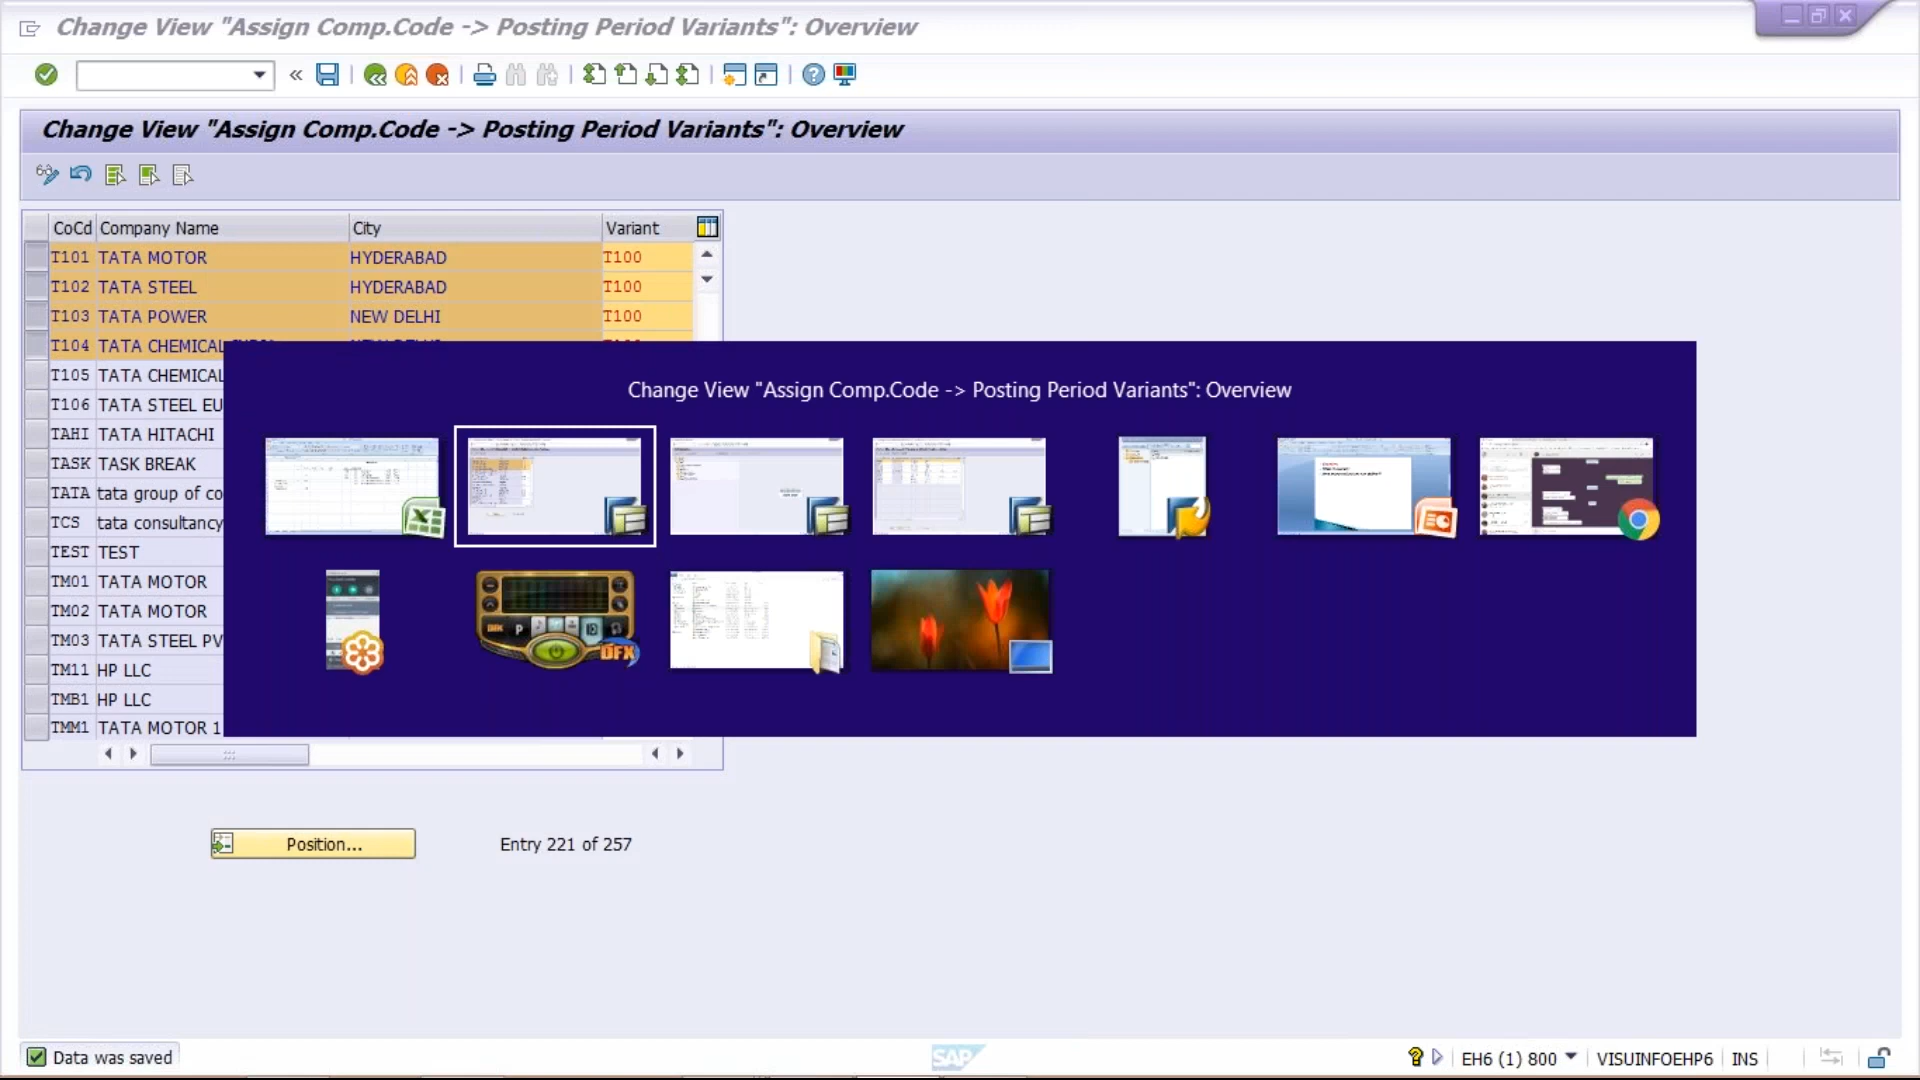 Change View "Assign Comp.Code -> Posting Period Variants": Overview
Change View "Assign Comp.Code -> Posting Period Variants": Overview
CoCd Company Name City Variant
T101 TATA MOTOR HYDERABAD T100
T102 TATA STEEL HYDERABAD T100
T103 TATA POWER NEW DELHI T100
T104 TATA CHEMICAL
T105 TATA CHEMICAL
T106 TATA STEEL EU
TAHI TATA HITACHI
TASK TASK BREAK
TATA tata group of co
TCS tata consultancy
TEST TEST
TM01 TATA MOTOR
TM02 TATA MOTOR
TM03 TATA STEEL PV
TM11 HP LLC
TMB1 HP LLC
TMM1 TATA MOTOR 1
Change View "Assign Comp.Code -> Posting Period Variants": Overview
DFX
Position...
Entry 221 of 257
Data was saved
SAP
EH6 (1) 800
VISUINFOEHP6
INS